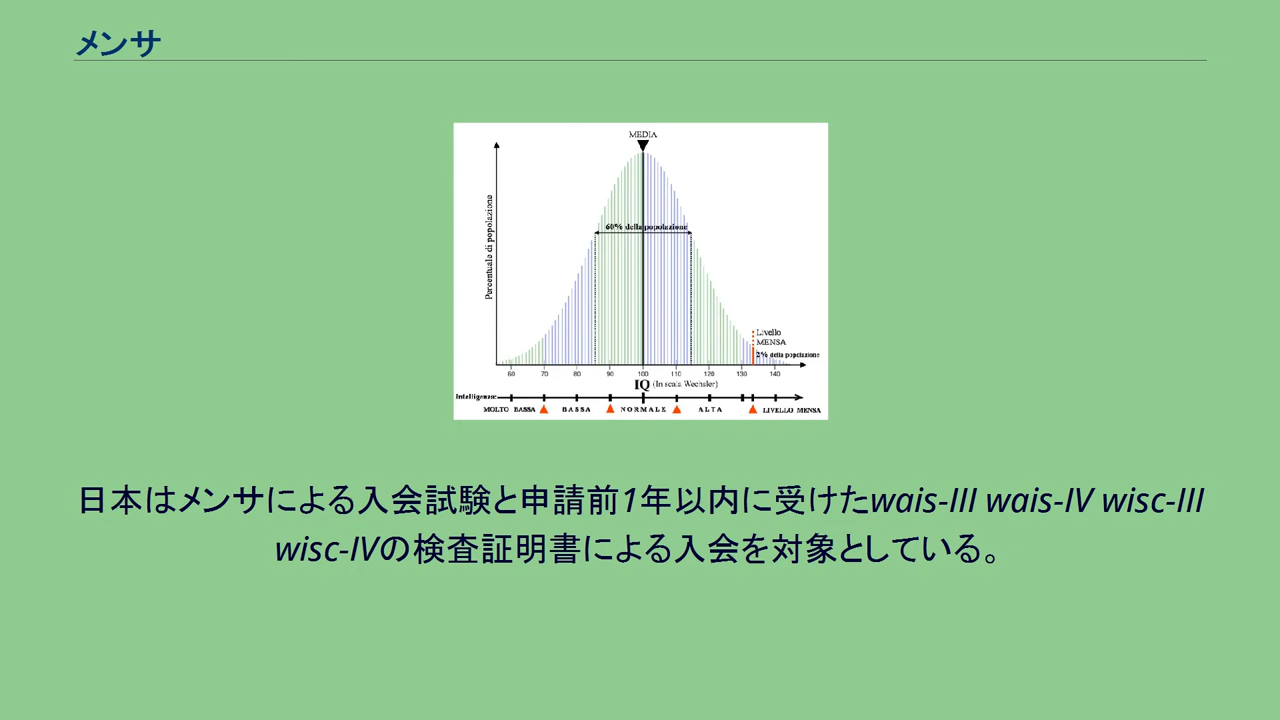 メンサ
MEDIA
Percentuale di popolazione
60% della popolazione
Livello
MENSA
2% della popolazione
60 70 80 90 100 110 120 130 140
IQ (In scala Wechsler)
Intelligenza:
MOLTO BASSA BASSA NORMALE ALTA LIVELLO MENSA
日本はメンサによる入会試験と申請前1年以内に受けたwais-III wais-IV wisc-III
wisc-IVの検査証明書による入会を対象としている。